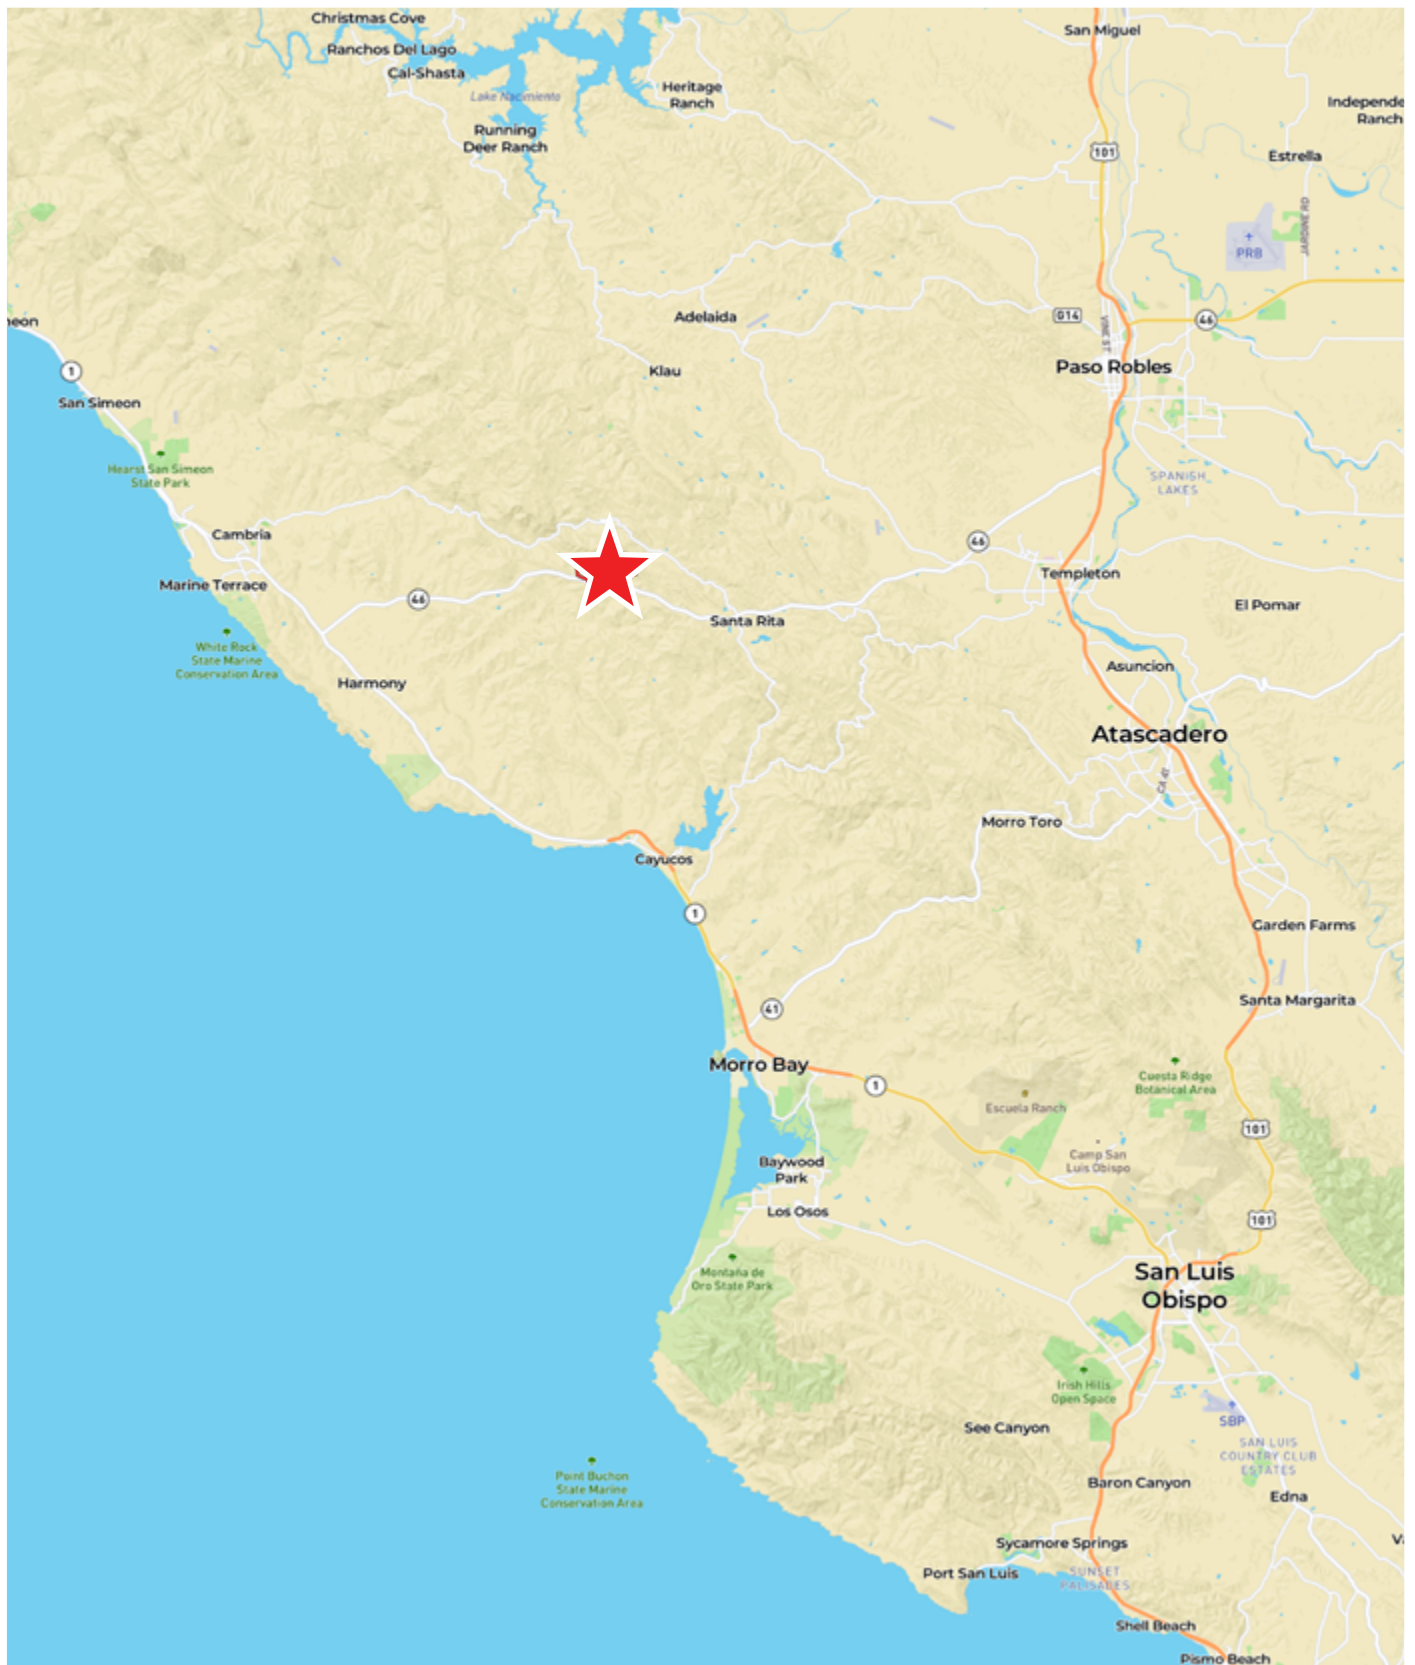 Christmas Cove
San Miguel
Ranchos Del Lago
Cal-Shasta
Heritage
Ranch
Lake Nacimiento
Independe
Ranch
Running
Deer Ranch
101
Estrella
JARDINE RD
PRB
Adelaida
G14
46
VINE ST
neon
Klau
Paso Robles
1
San Simeon
Hearst San Simeon
State Park
SPANISH
LAKES
Cambria
46
Marine Terrace
Templeton
46
El Pomar
Santa Rita
White Rock
State Marine
Conservation Area
Asuncion
Harmony
Atascadero
CA 41
Morro Toro
Cayucos
1
Garden Farms
41
Santa Margarita
Morro Bay
1
Cuesta Ridge
Botanical Area
Escuela Ranch
101
Camp San
Luis Obispo
Baywood
Park
Los Osos
101
Montaña de
Oro State Park
San Luis
Obispo
Irish Hills
Open Space
SBP
See Canyon
SAN LUIS
COUNTRY CLUB
ESTATES
Point Buchon
State Marine
Conservation Area
Baron Canyon
Edna
Sycamore Springs
Port San Luis
SUNSET
PALISADES
Shell Beach
Pismo Beach